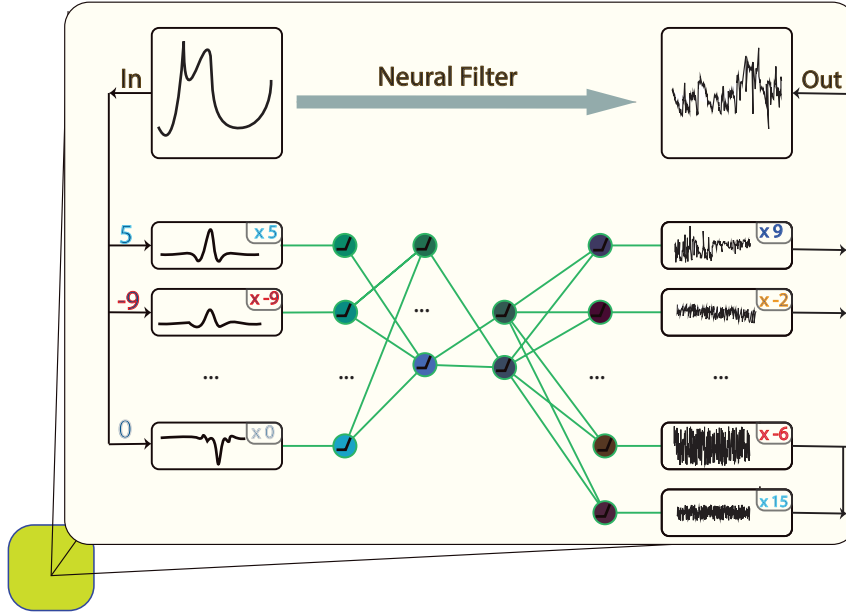 In
Neural Filter
Out
5
x 5
x 9
-9
x -9
x -2
...
...
...
...
...
0
x 0
x -6
x 15